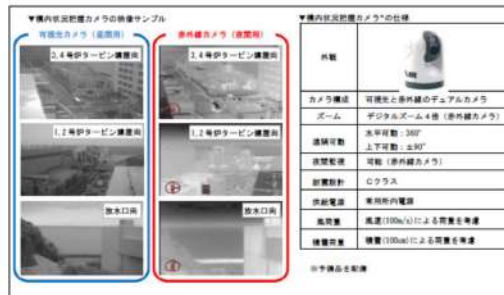 ▼構内状況把握カメラの映像サンプル
可視光カメラ(昼間用)
赤外線カメラ(夜間用)
3,4号炉タービン建屋向
3,4号炉タービン建屋向
1,2号炉タービン建屋向
1,2号炉タービン建屋向
放水口向
放水口向
▼構内状況把握カメラ※の仕様
外観
カメラ構成 可視光と赤外線のデュアルカメラ
ズーム デジタルズーム4倍(赤外線カメラ)
遠隔可動 水平可動:360°
上下可動:±90°
夜間監視 可能(赤外線カメラ)
耐震設計 Cクラス
供給電源 常用所内電源
風荷重 風速(100m/s)による荷重を考慮
積雪荷重 積雪(100cm)による荷重を考慮
※予備品を配備